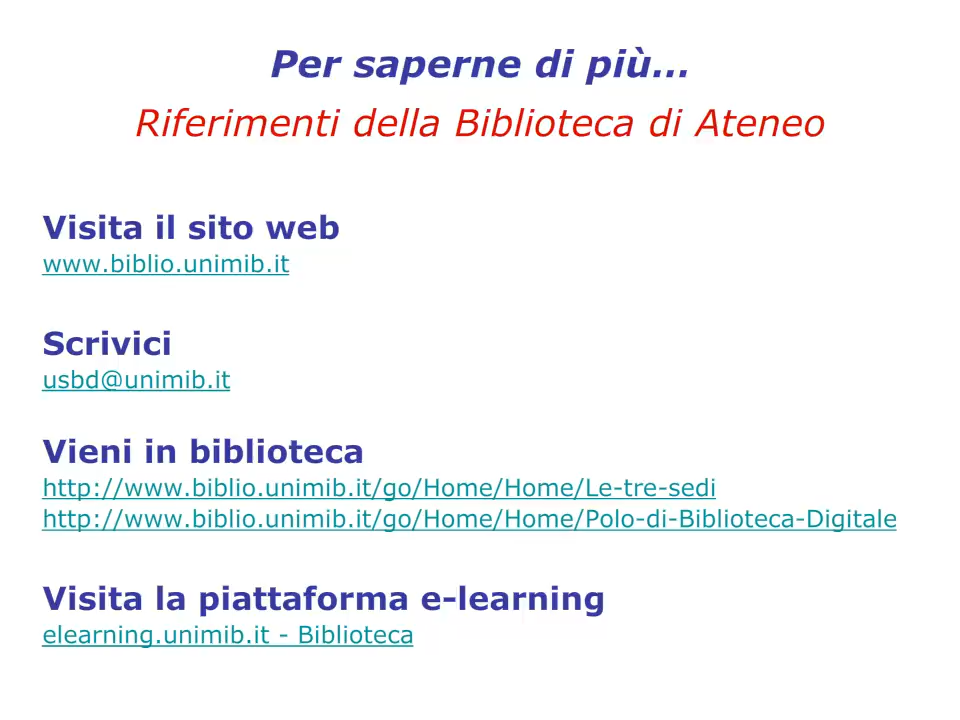 Per saperne di più...
Riferimenti della Biblioteca di Ateneo
Visita il sito web
www.biblio.unimib.it
Scrivici
usbd@unimib.it
Vieni in biblioteca
http://www.biblio.unimib.it/go/Home/Home/Le-tre-sedi
http://www.biblio.unimib.it/go/Home/Home/Polo-di-Biblioteca-Digitale
Visita la piattaforma e-learning
elearning.unimib.it - Biblioteca